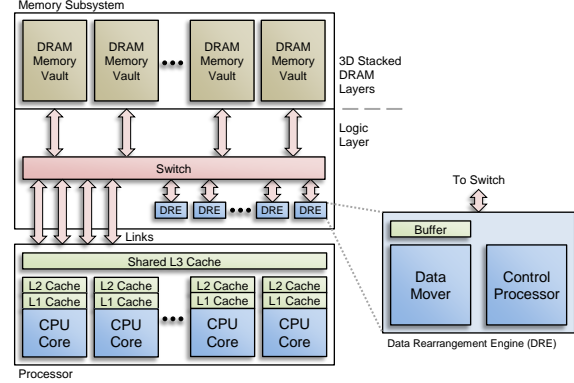 Memory Subsystem
DRAM
Memory
Vault
DRAM
Memory
Vault
DRAM
Memory
Vault
DRAM
Memory
Vault
3D Stacked
DRAM
Layers
Logic
Layer
Switch
DRE
DRE
DRE
DRE
Links
Shared L3 Cache
L2 Cache
L1 Cache
CPU
Core
L2 Cache
L1 Cache
CPU
Core
L2 Cache
L1 Cache
CPU
Core
L2 Cache
L1 Cache
CPU
Core
Processor
To Switch
Buffer
Data
Mover
Control
Processor
Data Rearrangement Engine (DRE)